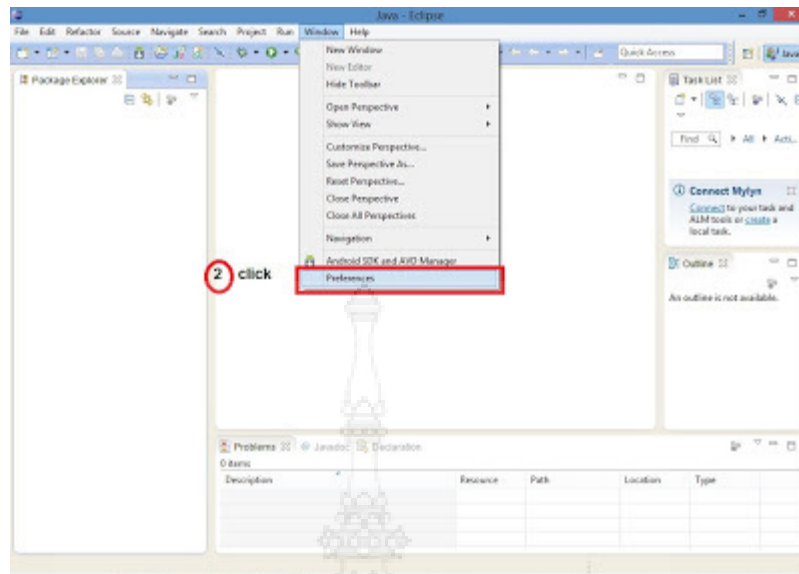 Java - Eclipse
File Edit Refactor Source Navigate Search Project Run Window Help
Quick Access
Java
Package Explorer
New Window
New Editor
Hide Toolbar
Open Perspective
Show View
Customize Perspective...
Save Perspective As...
Reset Perspective...
Close Perspective
Close All Perspectives
Navigation
Android SDK and AVD Manager
Preferences
2 click
Task List
Find All Acti...
Connect Mylyn
Connect to your task and
ALM tools or create a
local task.
Outline
An outline is not available.
Problems Javadoc Declaration
0 items
Description Resource Path Location Type